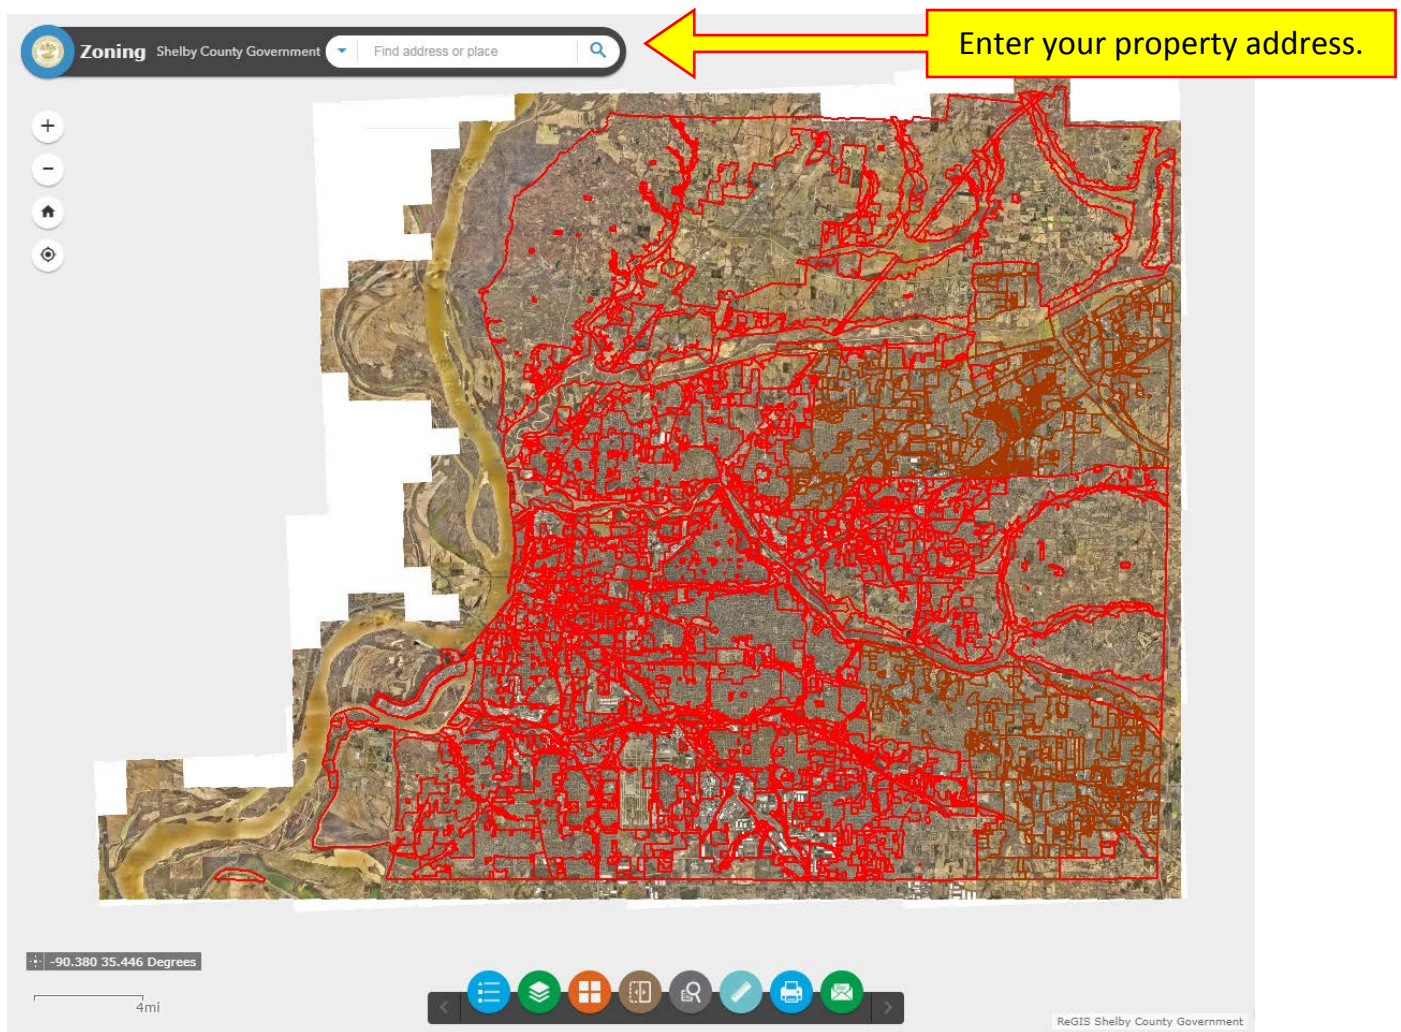 Zoning Shelby County Government Find address or place
Enter your property address.
-90.380 35.446 Degrees
4mi
ReGIS Shelby County Government